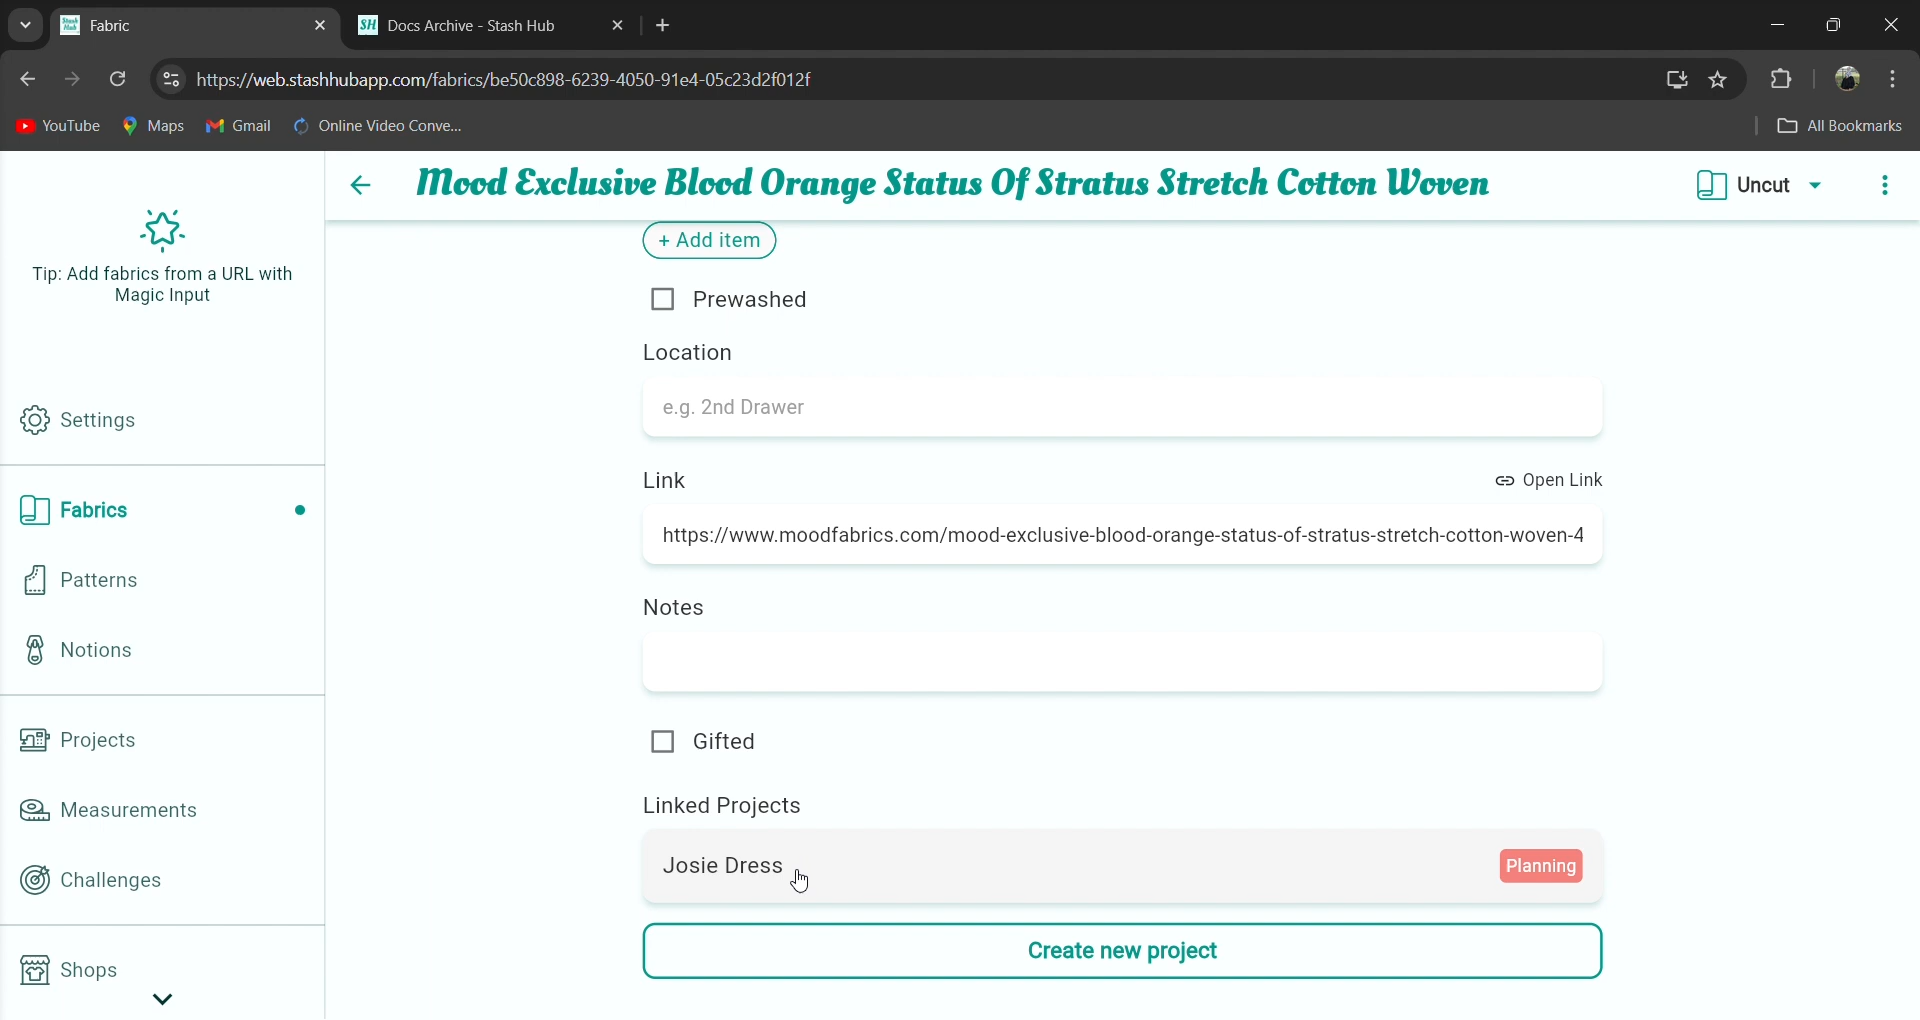 Fabric
Docs Archive - Stash Hub
https://web.stashhubapp.com/fabrics/be50c898-6239-4050-91e4-05c23d2f012f
YouTube
Maps
Gmail
Online Video Conve...
All Bookmarks
Tip: Add fabrics from a URL with
Magic Input
Settings
Fabrics
Patterns
Notions
Projects
Measurements
Challenges
Shops
Mood Exclusive Blood Orange Status Of Stratus Stretch Cotton Woven
Uncut
+ Add item
Prewashed
Location
e.g. 2nd Drawer
Link
Open Link
https://www.moodfabrics.com/mood-exclusive-blood-orange-status-of-stratus-stretch-cotton-woven-4
Notes
Gifted
Linked Projects
Josie Dress
Planning
Create new project